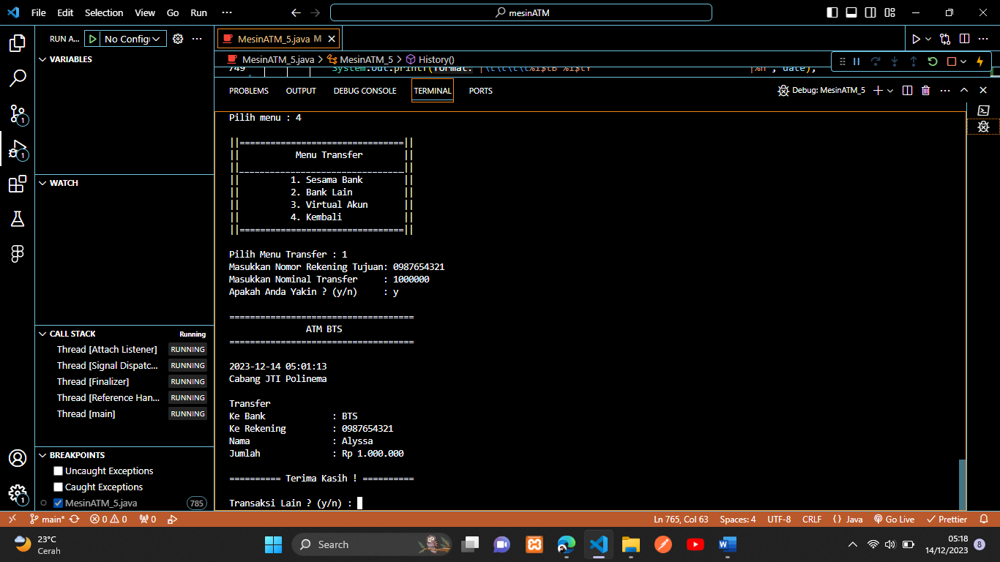 File Edit Selection View Go Run ··· mesinATM
RUN A... No Config
MesinATM_5.java M
MesinATM_5.java > MesinATM_5 > History()
VARIABLES
749 System.out.printf(format: "|\t\t\t\t%1$tB %1$tY |%n", date);
PROBLEMS OUTPUT DEBUG CONSOLE TERMINAL PORTS
Debug: MesinATM_5
Pilih menu : 4
||================================||
|| Menu Transfer ||
||________________________________||
|| 1. Sesama Bank ||
|| 2. Bank Lain ||
|| 3. Virtual Akun ||
|| 4. Kembali ||
||================================||
Pilih Menu Transfer : 1
Masukkan Nomor Rekening Tujuan: 0987654321
Masukkan Nominal Transfer : 1000000
Apakah Anda Yakin ? (y/n) : y
====================================
ATM BTS
====================================
2023-12-14 05:01:13
Cabang JTI Polinema
Transfer
Ke Bank : BTS
Ke Rekening : 0987654321
Nama : Alyssa
Jumlah : Rp 1.000.000
========== Terima Kasih ! ==========
Transaksi Lain ? (y/n) :
WATCH
CALL STACK Running
Thread [Attach Listener] RUNNING
Thread [Signal Dispatc... RUNNING
Thread [Finalizer] RUNNING
Thread [Reference Han... RUNNING
Thread [main] RUNNING
BREAKPOINTS
Uncaught Exceptions
Caught Exceptions
MesinATM_5.java 785
1
1
1
main* 0 0 0
Ln 765, Col 63 Spaces: 4 UTF-8 CRLF {} Java Go Live Prettier
23°C
Cerah
Search
05:18
14/12/2023 8